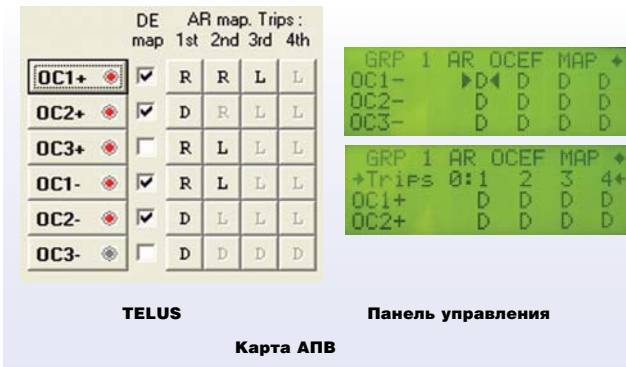 DE AR map. Trips :
map 1st 2nd 3rd 4th
OC1+ R R L L
OC2+ D R L L
OC3+ R L L L
OC1- R L L L
OC2- D L L L
OC3- D D D D
GRP 1 AR OCEF MAP
OC1- D D D D
OC2- D D D D
OC3- D D D D
GRP 1 AR OCEF MAP
Trips 0:1 2 3 4
OC1+ D D D D
OC2+ D D D D
TELUS
Панель управления
Карта АПВ